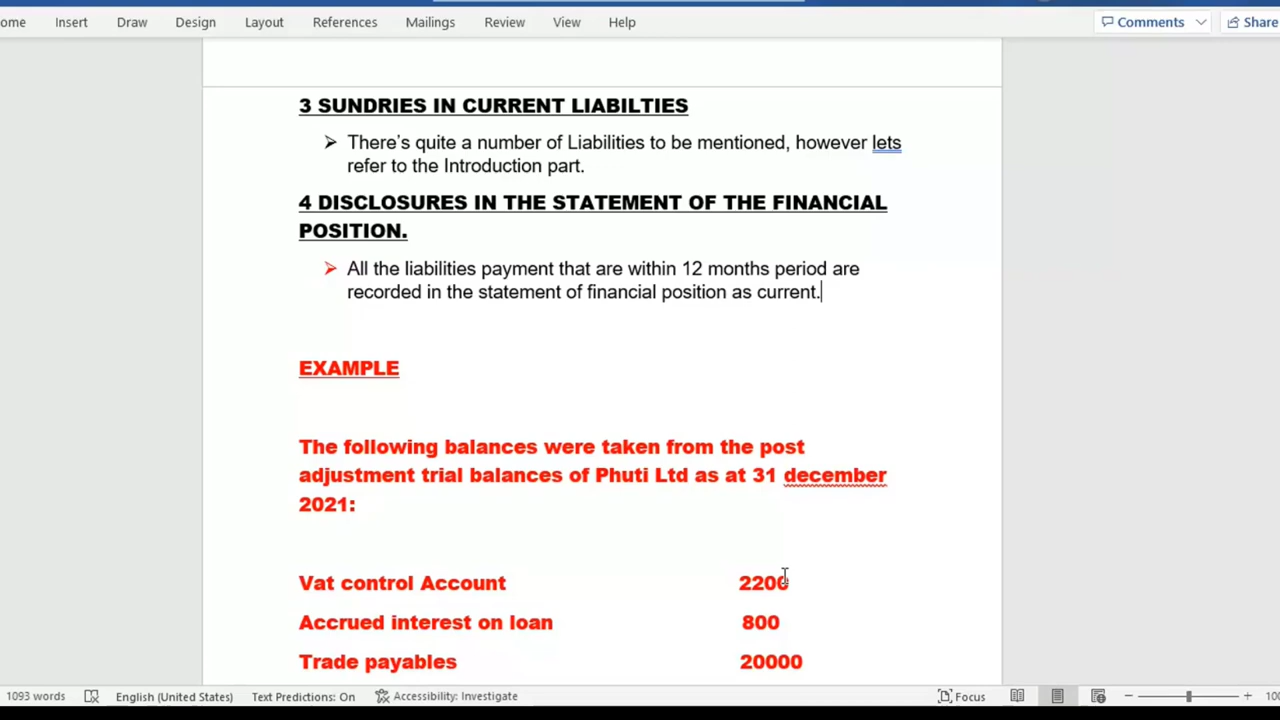 ome Insert Draw Design Layout References Mailings Review View Help Comments Share
3 SUNDRIES IN CURRENT LIABILTIES
➢ There's quite a number of Liabilities to be mentioned, however lets
refer to the Introduction part.
4 DISCLOSURES IN THE STATEMENT OF THE FINANCIAL
POSITION.
➢ All the liabilities payment that are within 12 months period are
recorded in the statement of financial position as current.
EXAMPLE
The following balances were taken from the post
adjustment trial balances of Phuti Ltd as at 31 december
2021:
Vat control Account 2200
Accrued interest on loan 800
Trade payables 20000
1093 words English (United States) Text Predictions: On Accessibility: Investigate Focus 100